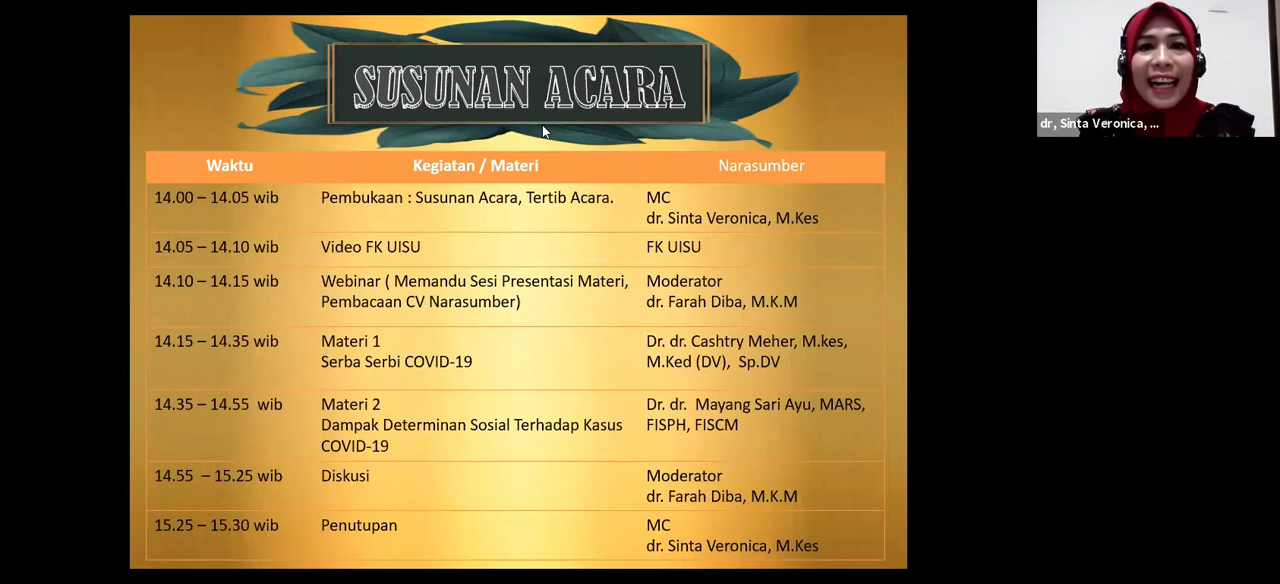 SUSUNAN ACARA
dr, Sinta Veronica, ...
Waktu Kegiatan / Materi Narasumber
14.00 – 14.05 wib Pembukaan : Susunan Acara, Tertib Acara. MC
dr. Sinta Veronica, M.Kes
14.05 – 14.10 wib Video FK UISU FK UISU
14.10 – 14.15 wib Webinar ( Memandu Sesi Presentasi Materi, Moderator
Pembacaan CV Narasumber) dr. Farah Diba, M.K.M
14.15 – 14.35 wib Materi 1 Dr. dr. Cashtry Meher, M.kes,
Serba Serbi COVID-19 M.Ked (DV), Sp.DV
14.35 – 14.55 wib Materi 2 Dr. dr. Mayang Sari Ayu, MARS,
Dampak Determinan Sosial Terhadap Kasus FISPH, FISCM
COVID-19
14.55 – 15.25 wib Diskusi Moderator
dr. Farah Diba, M.K.M
15.25 – 15.30 wib Penutupan MC
dr. Sinta Veronica, M.Kes